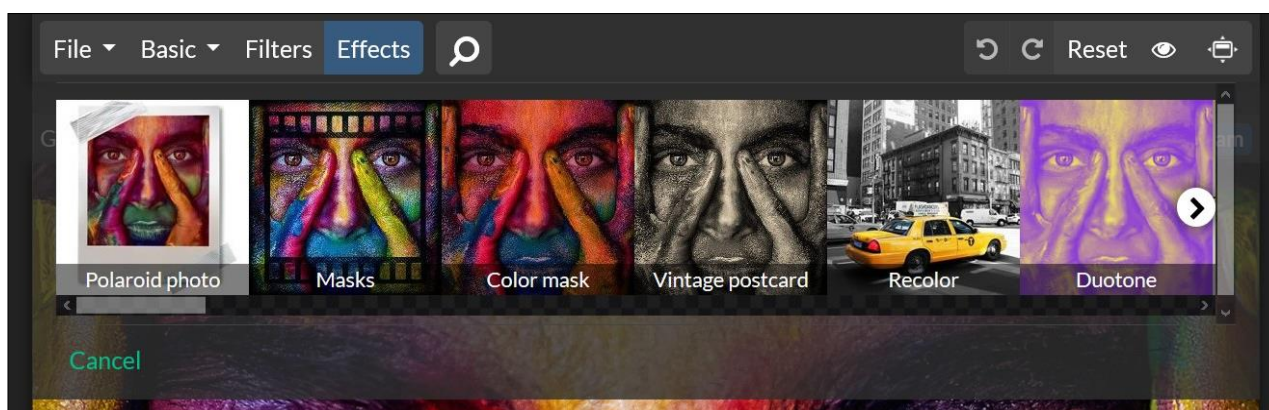 File Basic Filters Effects Reset
Polaroid photo Masks Color mask Vintage postcard Recolor Duotone
Cancel